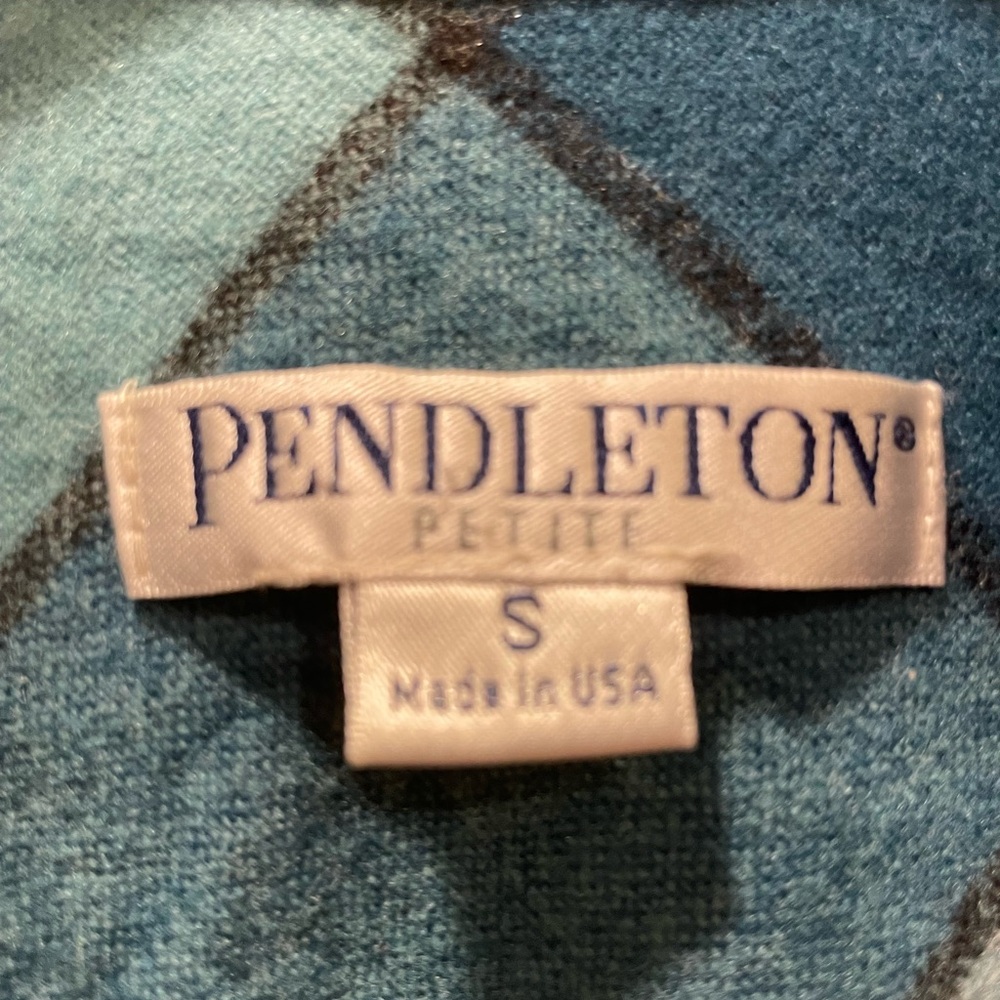 PENDLETON®
PETITE
S
Made in USA